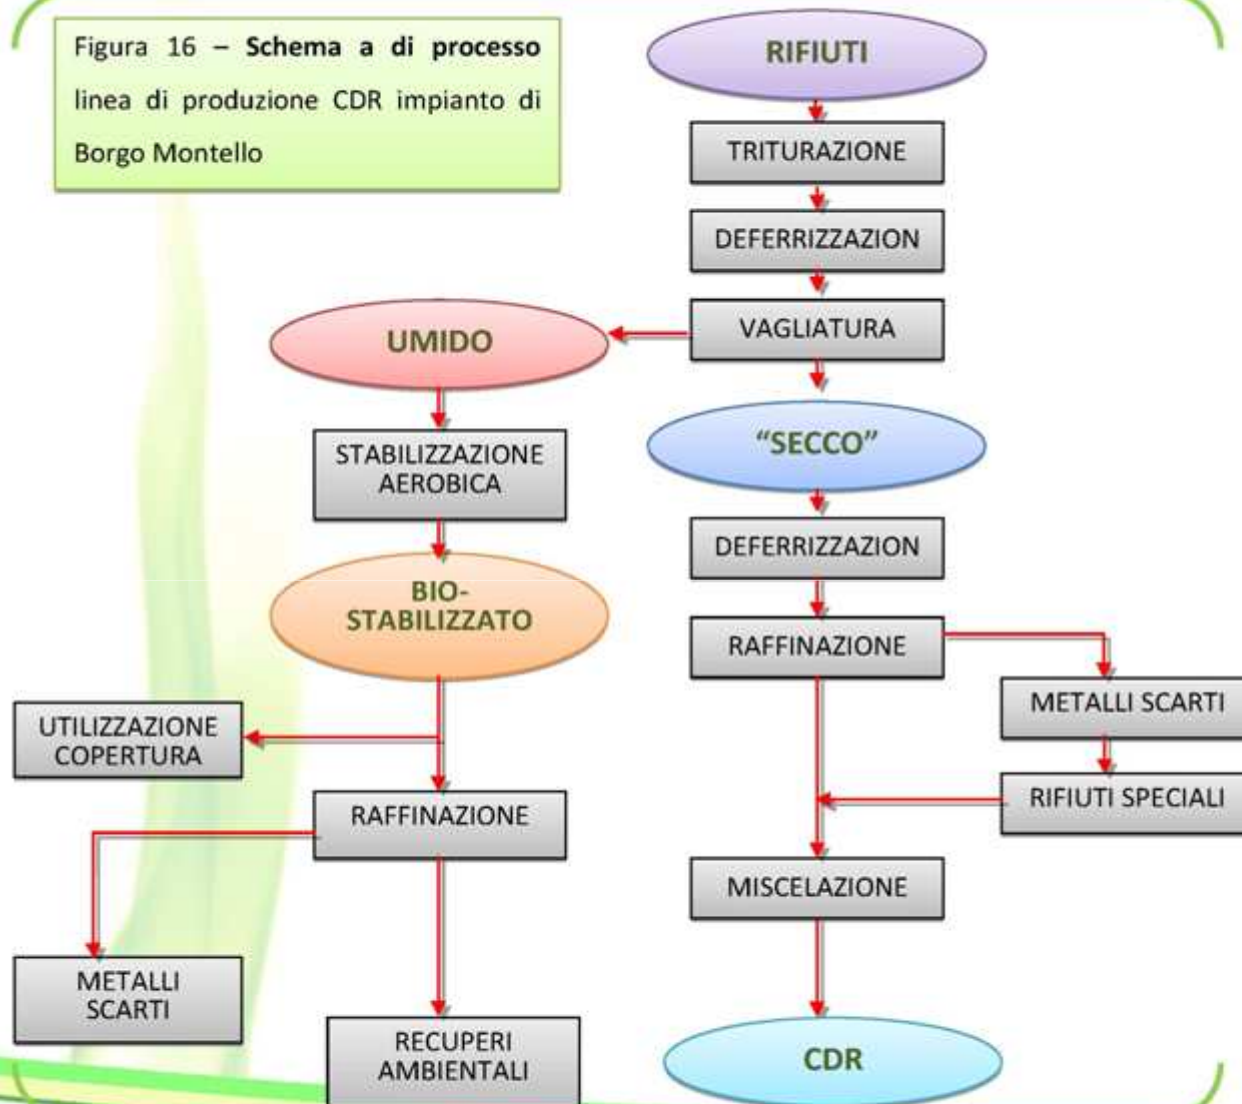 Figura 16 – Schema a di processo
linea di produzione CDR impianto di
Borgo Montello
RIFIUTI
TRITURAZIONE
DEFERRIZZAZION
VAGLIATURA
UMIDO
"SECCO"
STABILIZZAZIONE
AEROBICA
DEFERRIZZAZION
BIO-
STABILIZZATO
RAFFINAZIONE
METALLI SCARTI
UTILIZZAZIONE
COPERTURA
RIFIUTI SPECIALI
RAFFINAZIONE
MISCELAZIONE
METALLI
SCARTI
RECUPERI
AMBIENTALI
CDR